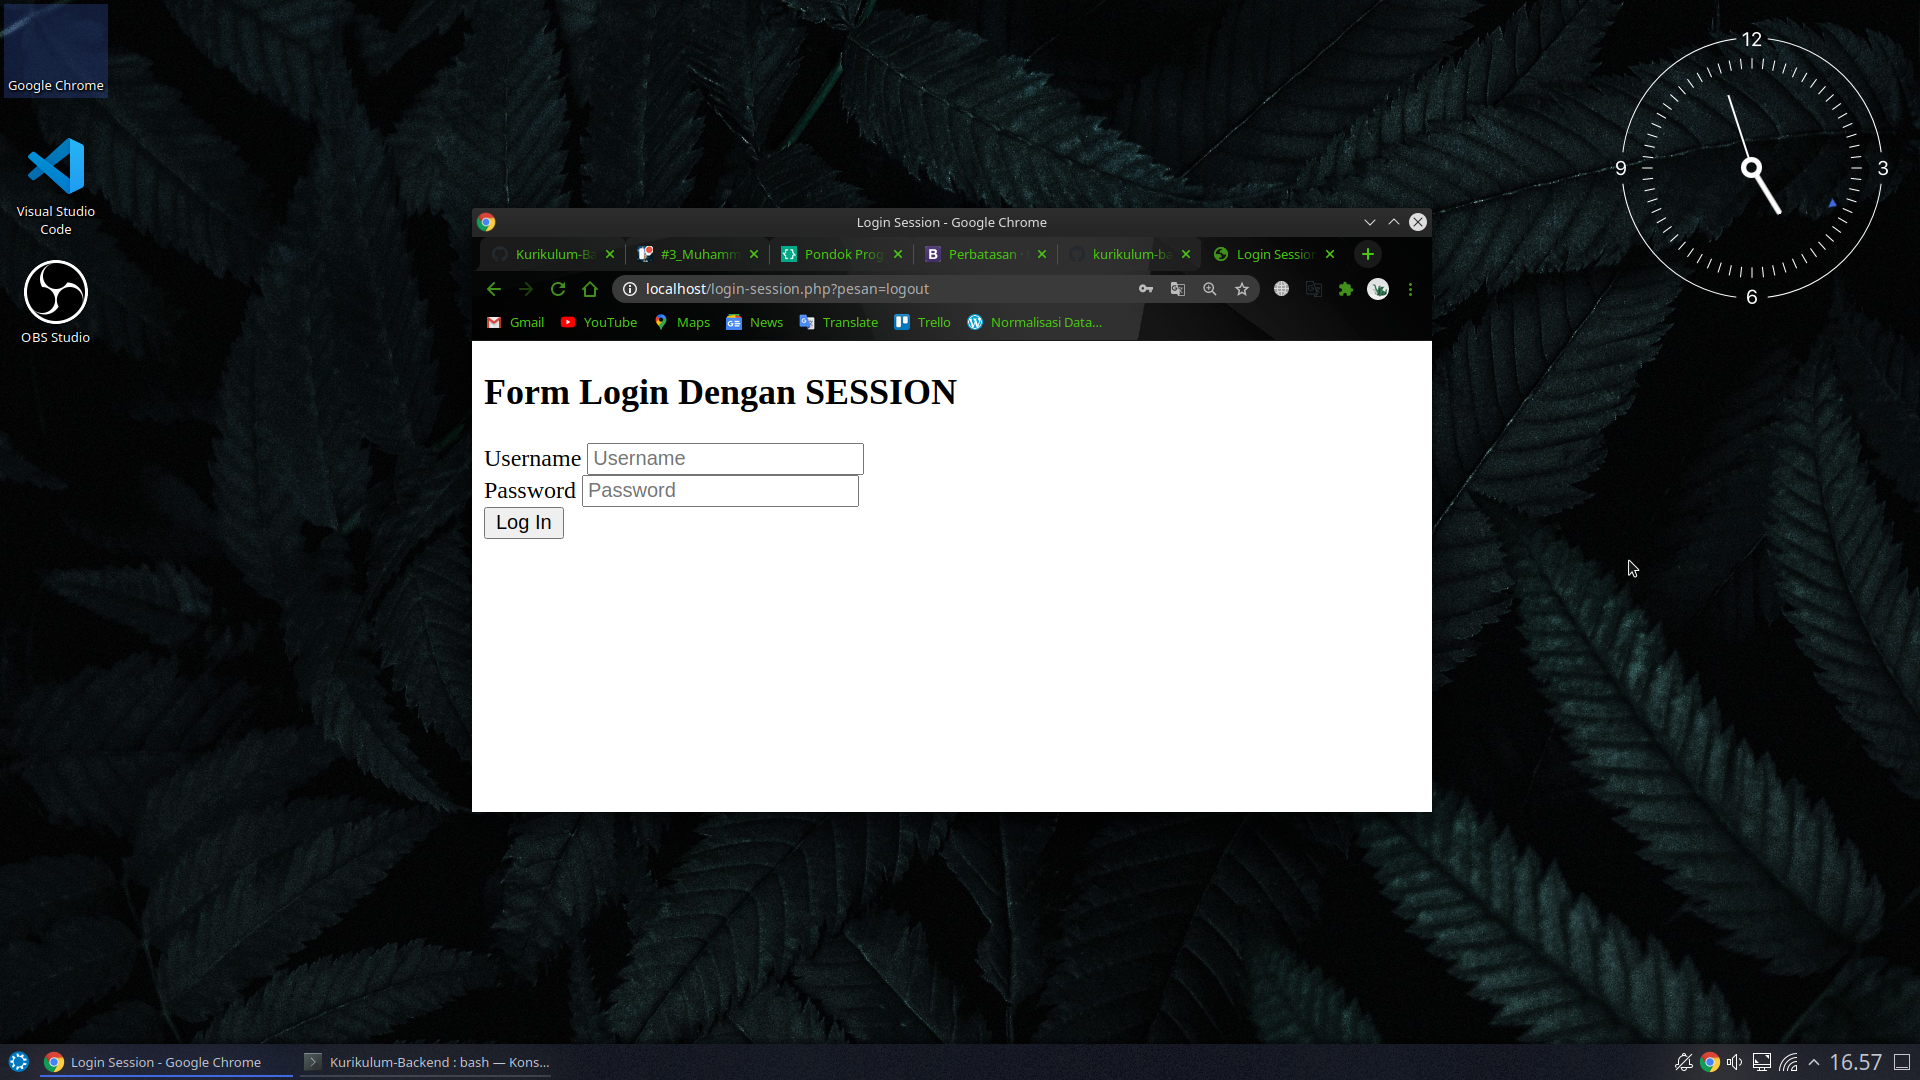 Google Chrome
Visual Studio
Code
OBS Studio
12
3
6
9
Login Session - Google Chrome
Kurikulum-Ba
#3_Muhamm
Pondok Prog
Perbatasan
kurikulum-ba
Login Session
localhost/login-session.php?pesan=logout
Gmail
YouTube
Maps
News
Translate
Trello
Normalisasi Data...
Form Login Dengan SESSION
Username Username
Password Password
Log In
Login Session - Google Chrome
Kurikulum-Backend : bash — Kons...
16.57